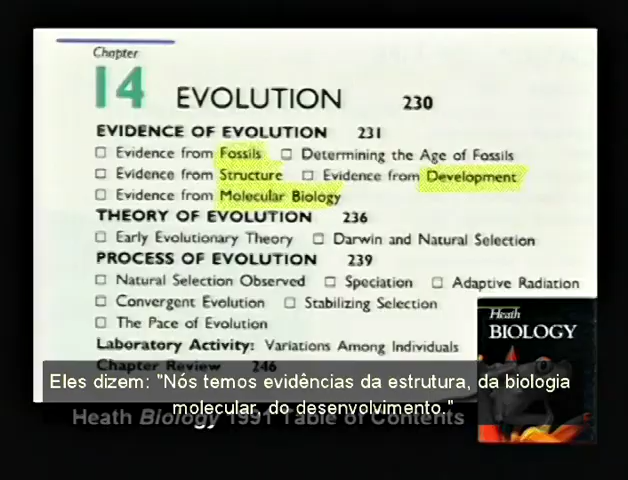 Chapter
14 EVOLUTION 230
EVIDENCE OF EVOLUTION 231
□ Evidence from Fossils □ Determining the Age of Fossils
□ Evidence from Structure □ Evidence from Development
□ Evidence from Molecular Biology
THEORY OF EVOLUTION 236
□ Early Evolutionary Theory □ Darwin and Natural Selection
PROCESS OF EVOLUTION 239
□ Natural Selection Observed □ Speciation □ Adaptive Radiation
□ Convergent Evolution □ Stabilizing Selection
□ The Pace of Evolution
Laboratory Activity: Variations Among Individuals
Chapter Review 246
Heath
BIOLOGY
Eles dizem: "Nós temos evidências da estrutura, da biologia
molecular, do desenvolvimento."
Heath Biology 1991 Table of Contents